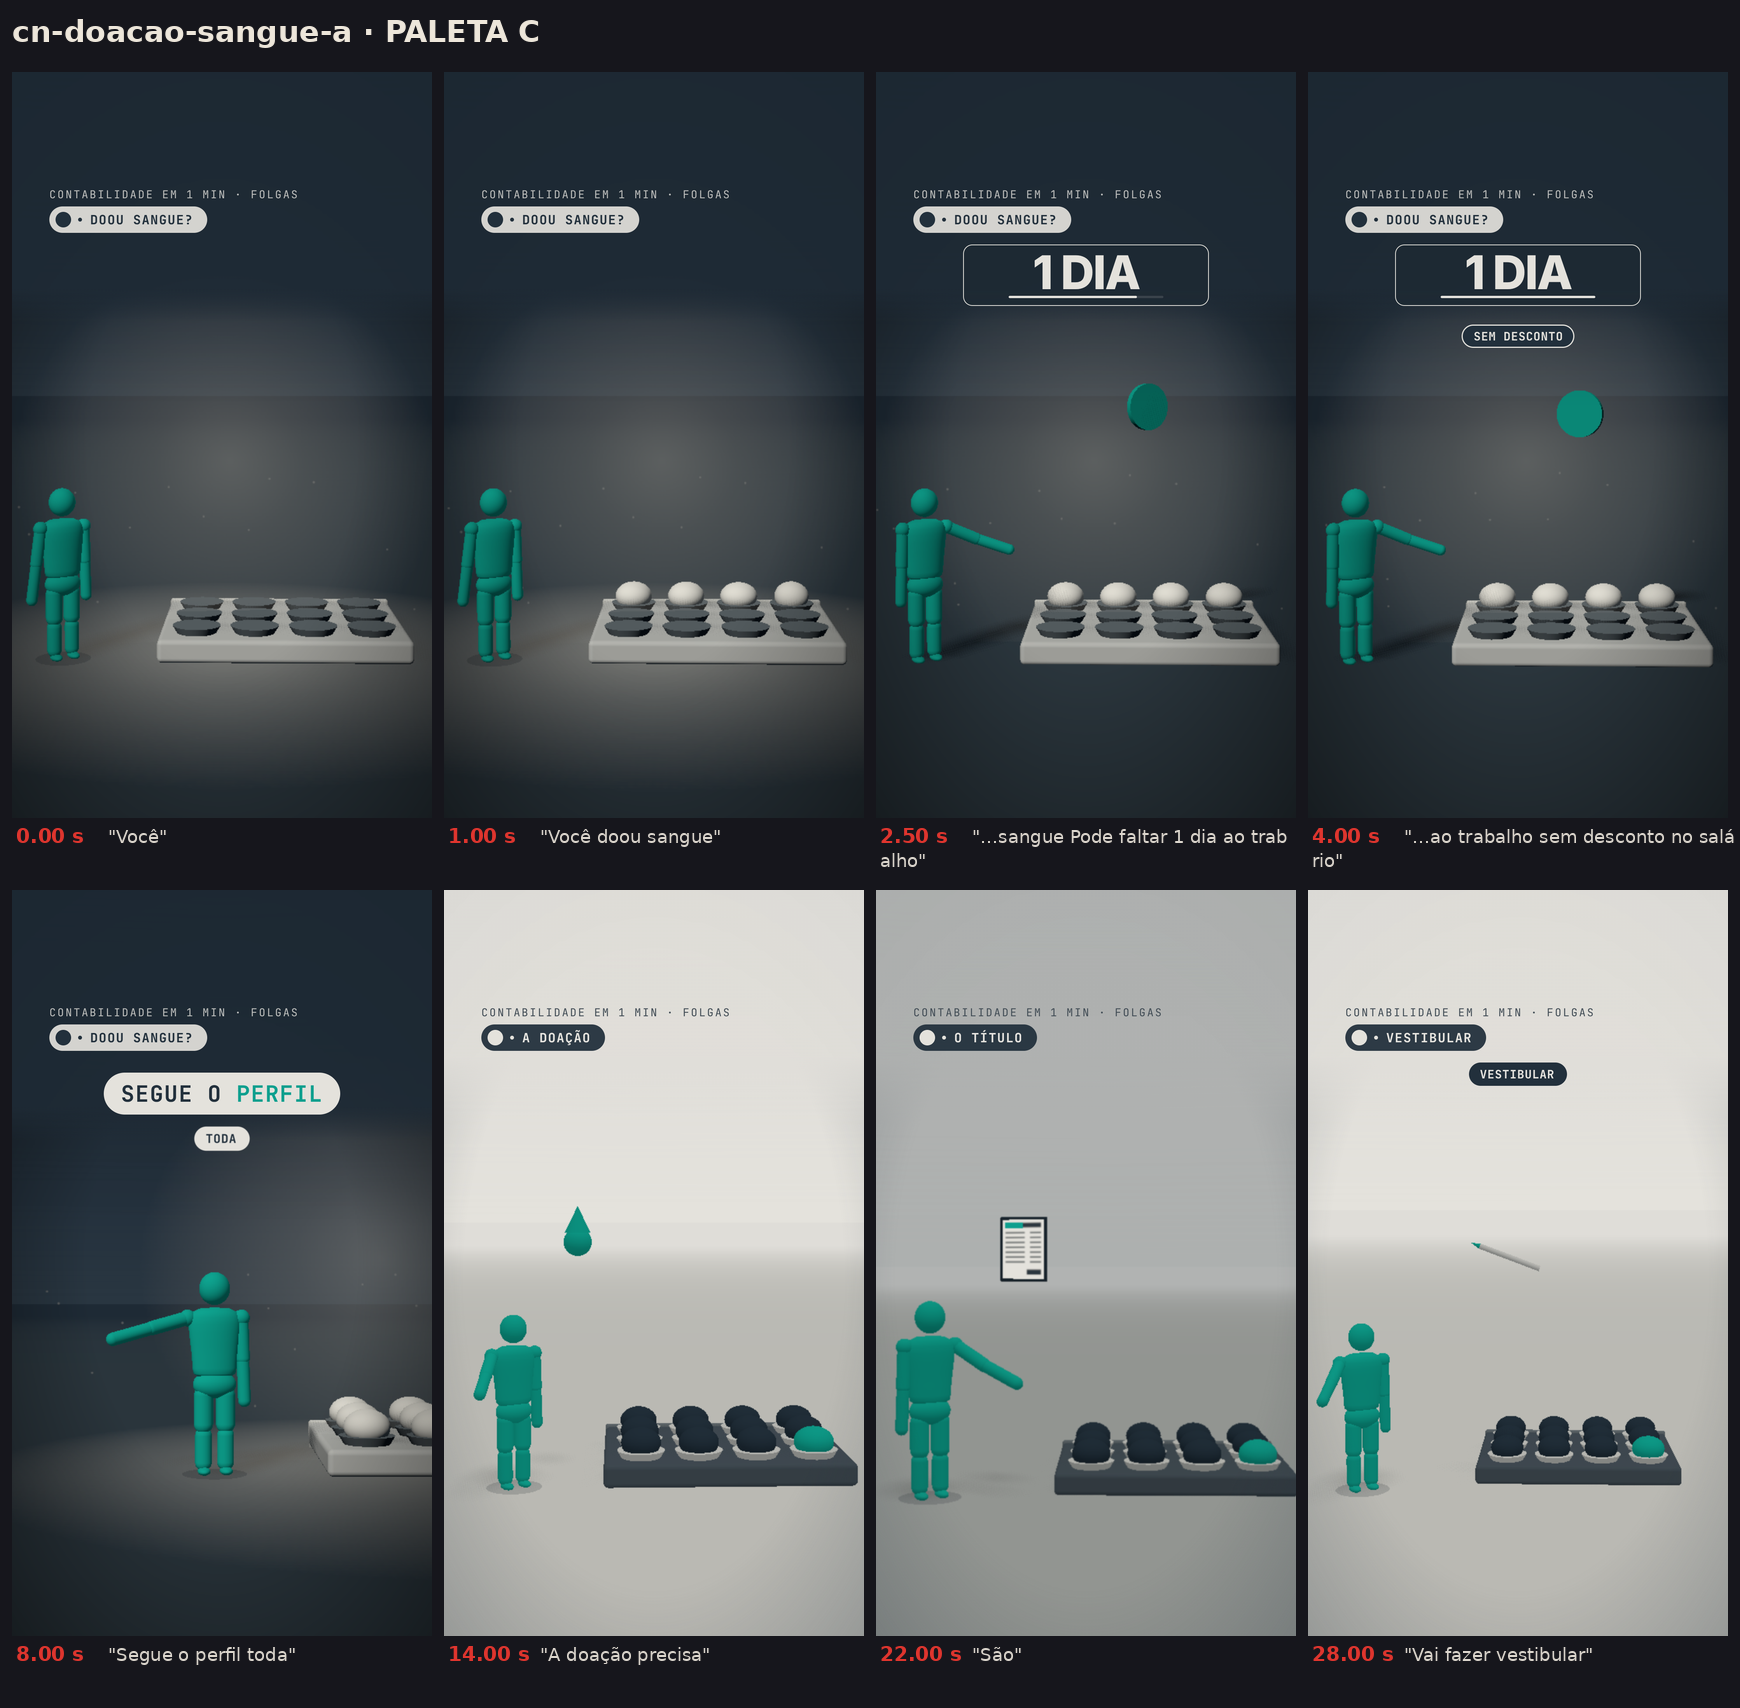 cn-doacao-sangue-a · PALETA C
CONTABILIDADE EM 1 MIN · FOLGAS
• DOOU SANGUE?
CONTABILIDADE EM 1 MIN · FOLGAS
• DOOU SANGUE?
CONTABILIDADE EM 1 MIN · FOLGAS
• DOOU SANGUE?
1 DIA
CONTABILIDADE EM 1 MIN · FOLGAS
• DOOU SANGUE?
1 DIA
SEM DESCONTO
0.00 s "Você"
1.00 s "Você doou sangue"
2.50 s "...sangue Pode faltar 1 dia ao trab
alho"
4.00 s "...ao trabalho sem desconto no salá
rio"
CONTABILIDADE EM 1 MIN · FOLGAS
• DOOU SANGUE?
SEGUE O PERFIL
TODA
CONTABILIDADE EM 1 MIN · FOLGAS
• A DOAÇÃO
CONTABILIDADE EM 1 MIN · FOLGAS
• O TÍTULO
CONTABILIDADE EM 1 MIN · FOLGAS
• VESTIBULAR
VESTIBULAR
8.00 s "Segue o perfil toda"
14.00 s "A doação precisa"
22.00 s "São"
28.00 s "Vai fazer vestibular"